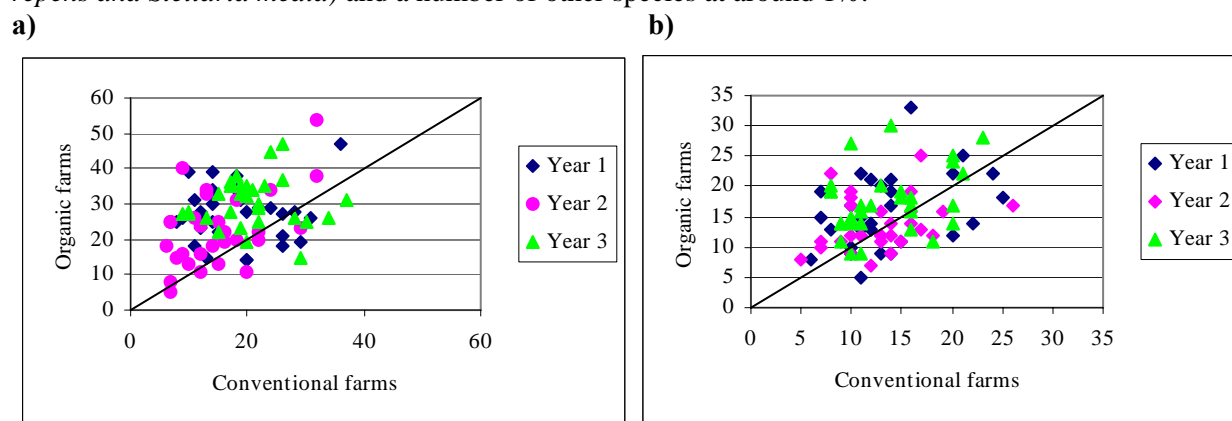 repens and Stellaria media) and a number of other species at around 1%.
a)
b)
60
50
40
30
20
10
0
0
20
40
60
Organic farms
Conventional farms
Year 1
Year 2
Year 3
35
30
25
20
15
10
5
0
0
5
10
15
20
25
30
35
Organic farms
Conventional farms
Year 1
Year 2
Year 3